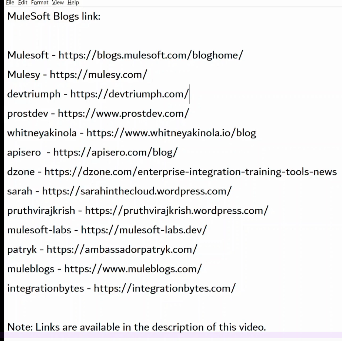 File Edit Format View Help
MuleSoft Blogs link:
Mulesoft - https://blogs.mulesoft.com/bloghome/
Mulesy - https://mulesy.com/
devtriumph - https://devtriumph.com/
prostdev - https://www.prostdev.com/
whitneyakinola - https://www.whitneyakinola.io/blog
apisero - https://apisero.com/blog/
dzone - https://dzone.com/enterprise-integration-training-tools-news
sarah - https://sarahinthecloud.wordpress.com/
pruthvirajkrish - https://pruthvirajkrish.wordpress.com/
mulesoft-labs - https://mulesoft-labs.dev/
patryk - https://ambassadorpatryk.com/
muleblogs - https://www.muleblogs.com/
integrationbytes - https://integrationbytes.com/
Note: Links are available in the description of this video.